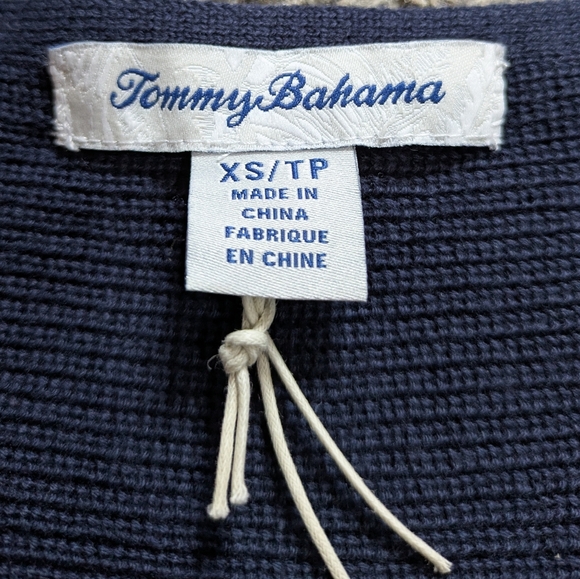 Tommy Bahama
XS/TP
MADE IN
CHINA
FABRIQUE
EN CHINE